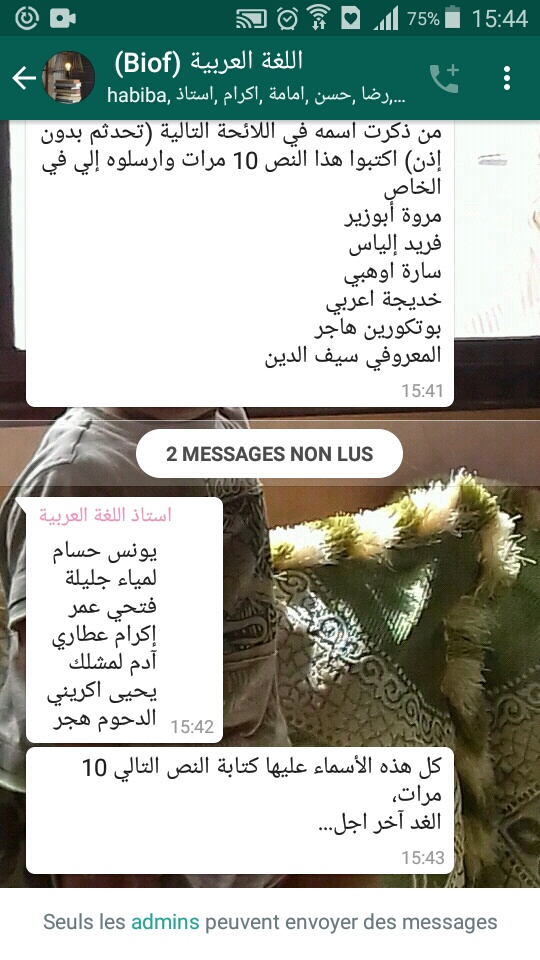 75% 15:44
اللغة العربية (Biof)
habiba, رضا, حسن, امامة, اكرام, استاذ,...
من ذكرت اسمه في اللائحة التالية (تحدثم بدون
إذن) اكتبوا هذا النص 10 مرات وارسلوه إلي في
الخاص
مروة أبوزير
فريد إلياس
سارة اوهبي
خديجة اعربي
بوتكورين هاجر
المعروفي سيف الدين
15:41
2 MESSAGES NON LUS
استاذ اللغة العربية
يونس حسام
لمياء جليلة
فتحي عمر
إكرام عطاري
آدم لمشلك
يحيى اكريني
الدحوم هجر
15:42
كل هذه الأسماء عليها كتابة النص التالي 10
مرات،
الغد آخر اجل...
15:43
Seuls les admins peuvent envoyer des messages